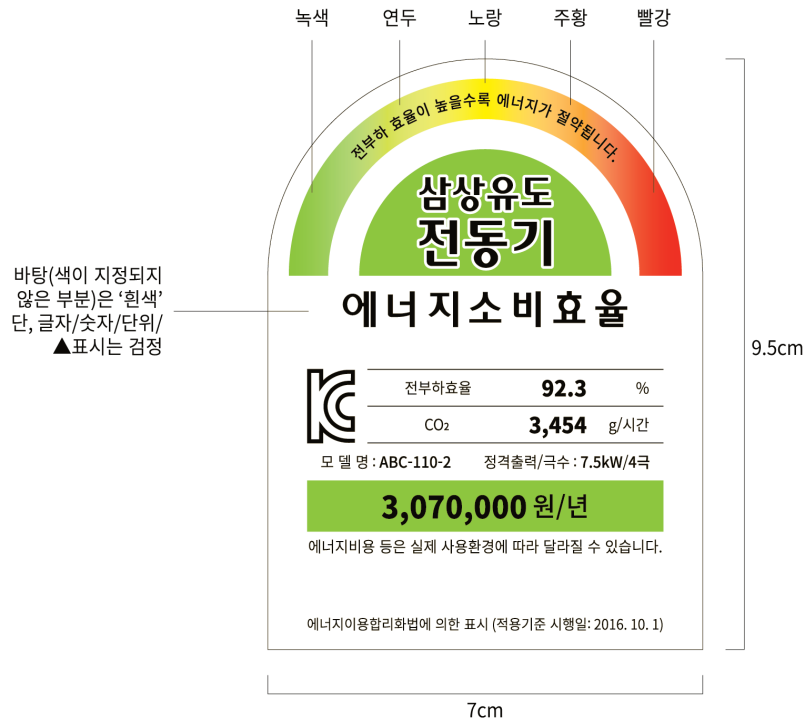 녹색 연두 노랑 주황 빨강
전부하 효율이 높을수록 에너지가 절약됩니다.
삼상유도
전동기
에너지소비효율
바탕(색이 지정되지
않은 부분)은 ‘흰색’
단, 글자/숫자/단위/
▲표시는 검정
9.5cm
전부하효율 92.3 %
CO₂ 3,454 g/시간
모 델 명 : ABC-110-2 정격출력/극수 : 7.5kW/4극
3,070,000 원/년
에너지비용 등은 실제 사용환경에 따라 달라질 수 있습니다.
에너지이용합리화법에 의한 표시 (적용기준 시행일: 2016. 10. 1)
7cm